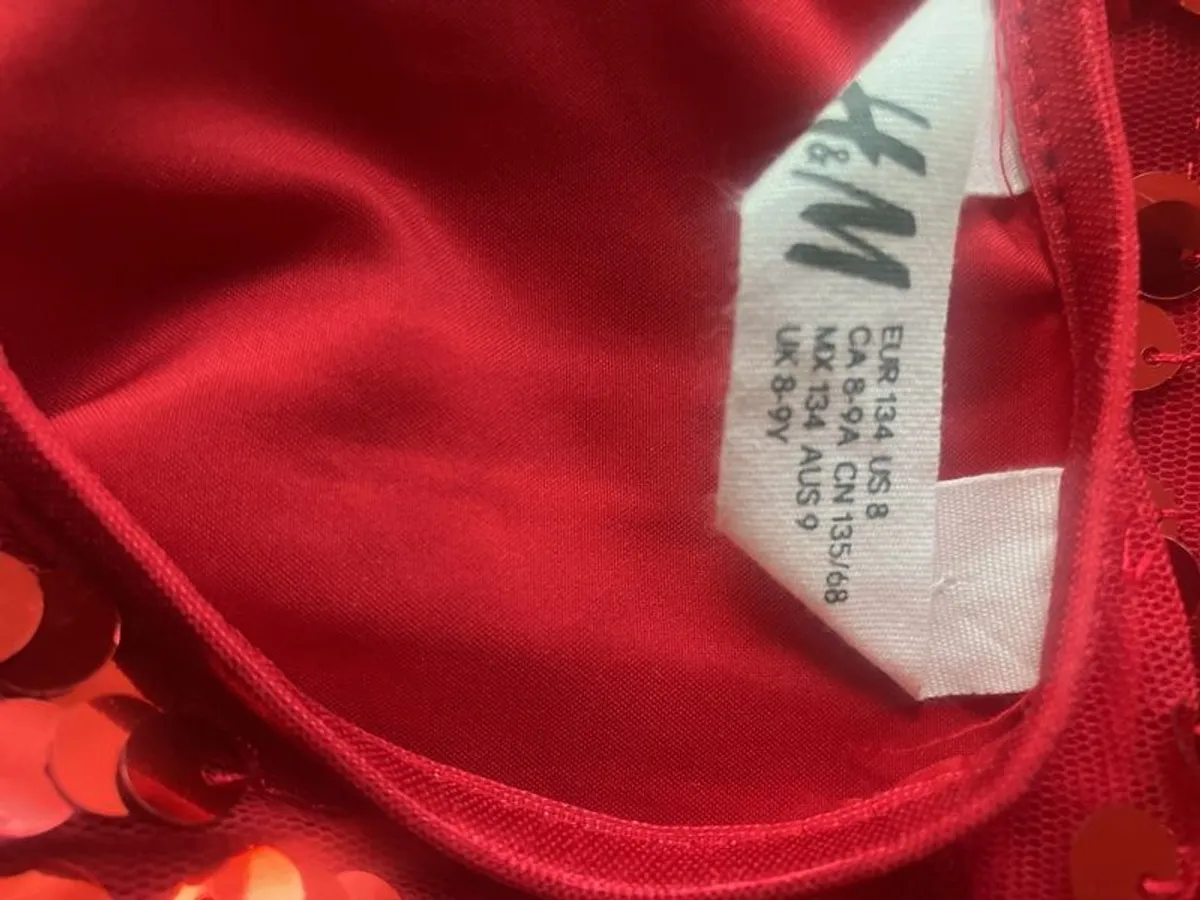 H&M
EUR 134 US 8
CA 8-9A CN 135/68
MX 134 AUS 9
UK 8-9Y